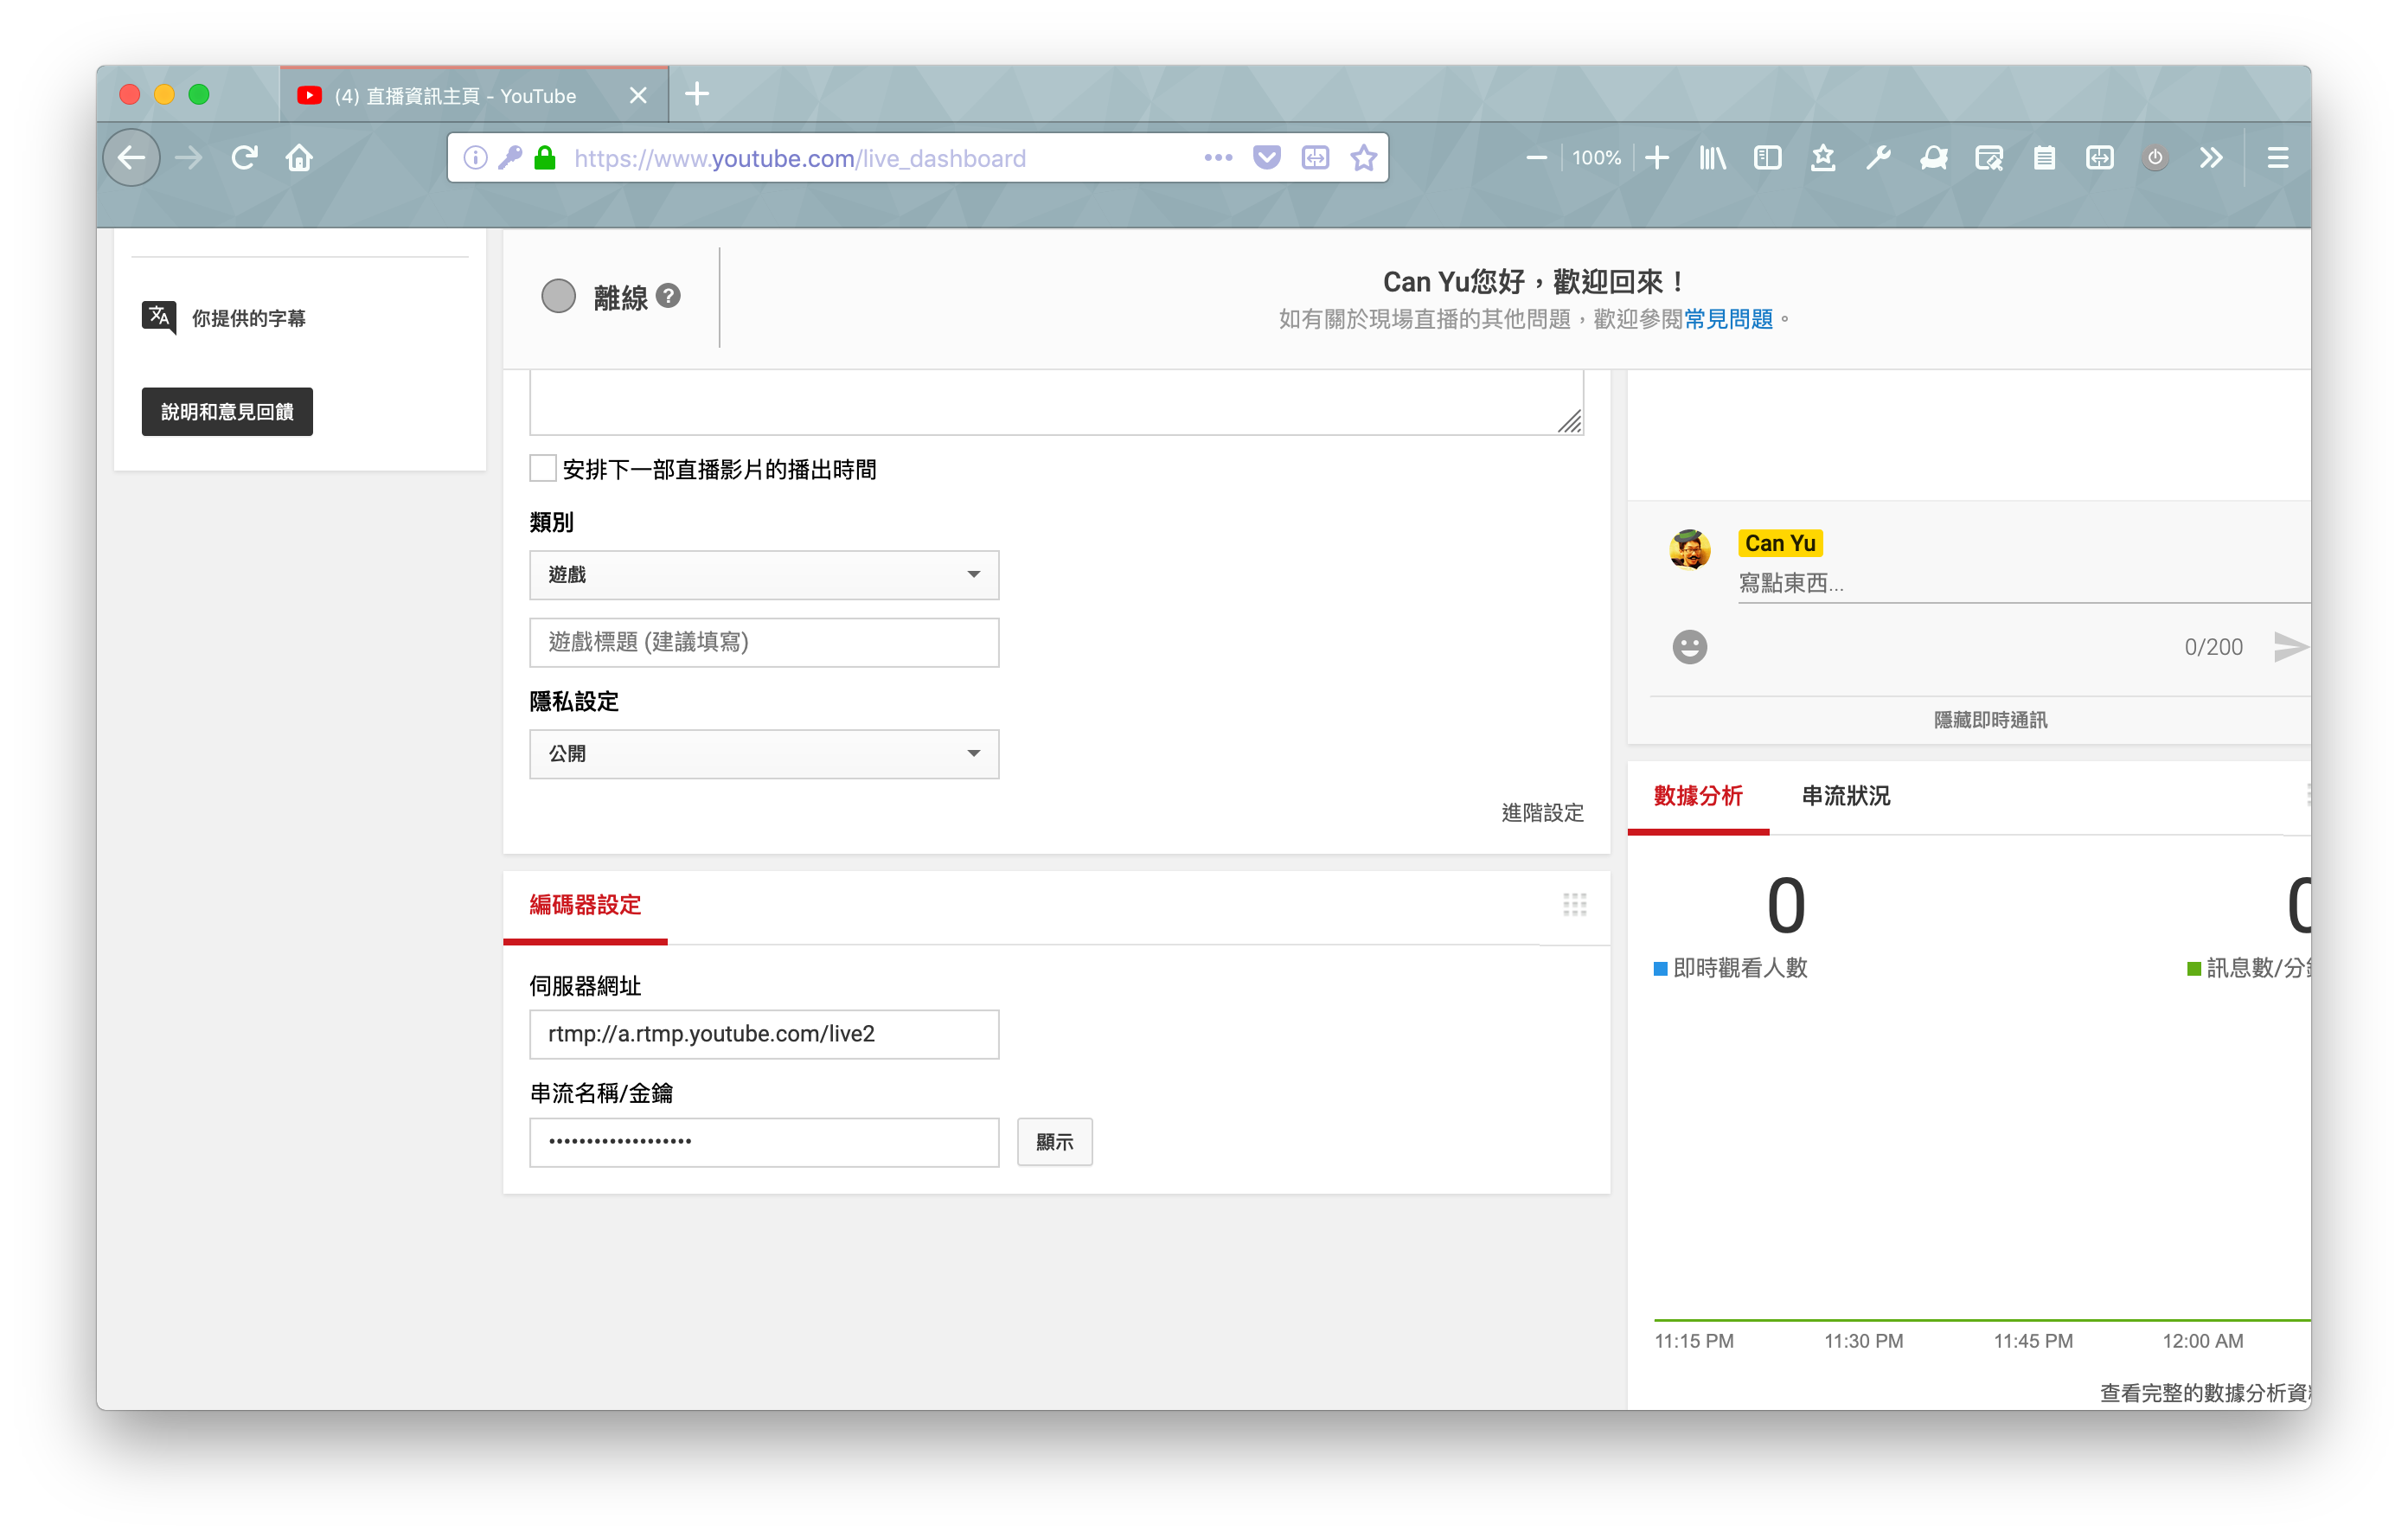 (4) 直播資訊主頁 - YouTube
https://www.youtube.com/live_dashboard
100%
你提供的字幕
說明和意見回饋
離線
Can Yu您好，歡迎回來！
如有關於現場直播的其他問題，歡迎參閱常見問題。
安排下一部直播影片的播出時間
類別
遊戲
遊戲標題 (建議填寫)
隱私設定
公開
進階設定
編碼器設定
伺服器網址
rtmp://a.rtmp.youtube.com/live2
串流名稱/金鑰
•••••••••••••••••••
顯示
Can Yu
寫點東西...
0/200
隱藏即時通訊
數據分析
串流狀況
0
0
即時觀看人數
訊息數/分
11:15 PM
11:30 PM
11:45 PM
12:00 AM
查看完整的數據分析資